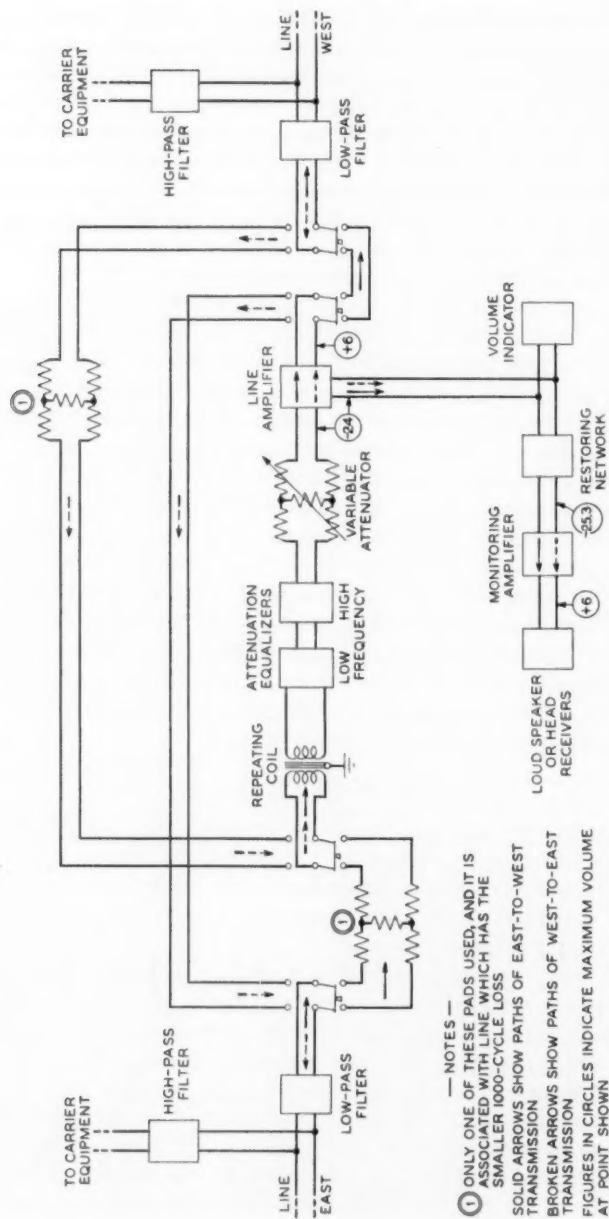 TO CARRIER
EQUIPMENT
HIGH-PASS
FILTER
LINE
EAST
LOW-PASS
FILTER
1
1
REPEATING
COIL
ATTENUATION
EQUALIZERS
LOW HIGH
FREQUENCY
VARIABLE
ATTENUATOR
LINE
AMPLIFIER
-24
+6
TO CARRIER
EQUIPMENT
HIGH-PASS
FILTER
LOW-PASS
FILTER
LINE
WEST
LOUD SPEAKER
OR HEAD
RECEIVERS
+6
MONITORING
AMPLIFIER
-25.3
RESTORING
NETWORK
VOLUME
INDICATOR
— NOTES —
1 ONLY ONE OF THESE PADS USED, AND IT IS
ASSOCIATED WITH LINE WHICH HAS THE
SMALLER 1000-CYCLE LOSS
SOLID ARROWS SHOW PATHS OF EAST-TO-WEST
TRANSMISSION
BROKEN ARROWS SHOW PATHS OF WEST-TO-EAST
TRANSMISSION
FIGURES IN CIRCLES INDICATE MAXIMUM VOLUME
AT POINT SHOWN